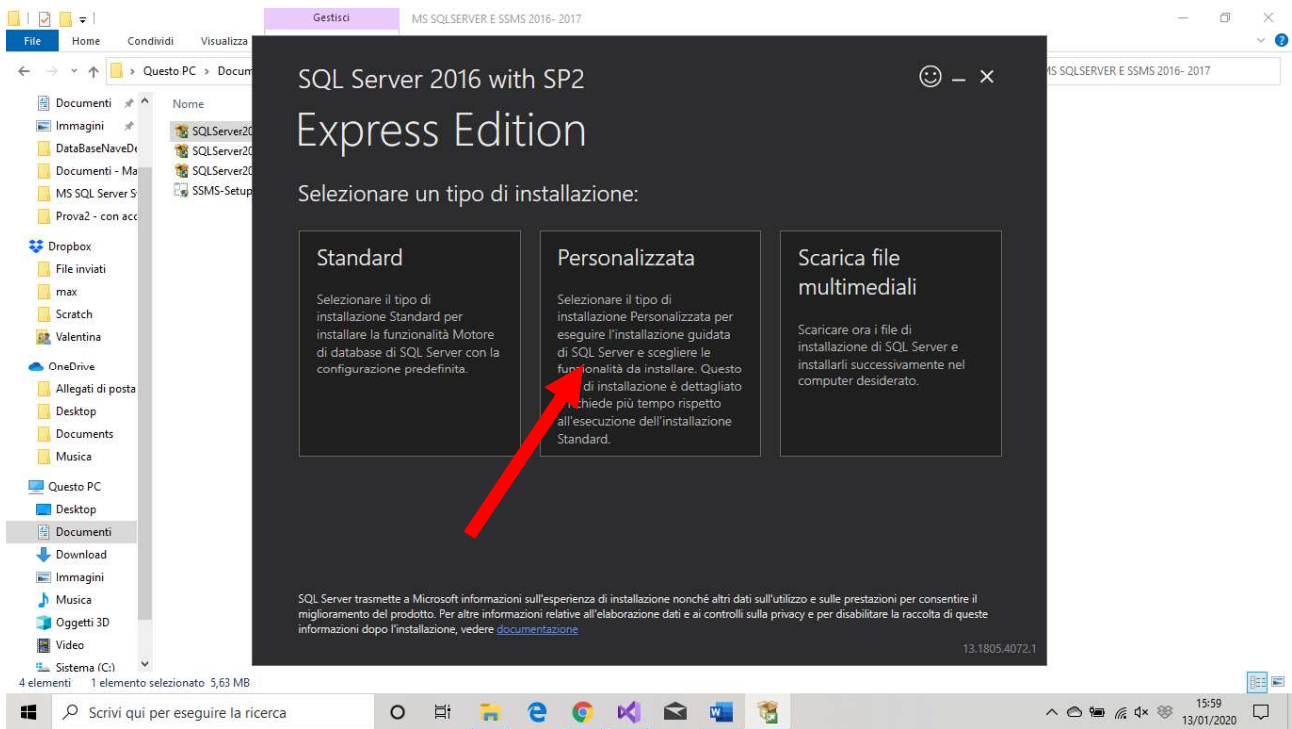 Gestisci
MS SQLSERVER E SSMS 2016- 2017
File Home Condividi Visualizza
Questo PC > Docum
MS SQLSERVER E SSMS 2016- 2017
Documenti
Immagini
DataBaseNaveDe
Documenti - Ma
MS SQL Server S
Prova2 - con acc
Dropbox
File inviati
max
Scratch
Valentina
OneDrive
Allegati di posta
Desktop
Documents
Musica
Questo PC
Desktop
Documenti
Download
Immagini
Musica
Oggetti 3D
Video
Sistema (C:)
Nome
SQLServer20
SQLServer20
SQLServer20
SSMS-Setup
SQL Server 2016 with SP2
Express Edition
Selezionare un tipo di installazione:
Standard
Selezionare il tipo di
installazione Standard per
installare la funzionalità Motore
di database di SQL Server con la
configurazione predefinita.
Personalizzata
Selezionare il tipo di
installazione Personalizzata per
eseguire l'installazione guidata
di SQL Server e scegliere le
funzionalità da installare. Questo
di installazione è dettagliato
richiede più tempo rispetto
all'esecuzione dell'installazione
Standard.
Scarica file
multimediali
Scaricare ora i file di
installazione di SQL Server e
installarli successivamente nel
computer desiderato.
SQL Server trasmette a Microsoft informazioni sull'esperienza di installazione nonché altri dati sull'utilizzo e sulle prestazioni per consentire il
miglioramento del prodotto. Per altre informazioni relative all'elaborazione dati e ai controlli sulla privacy e per disabilitare la raccolta di queste
informazioni dopo l'installazione, vedere documentazione
13.1805.4072.1
4 elementi 1 elemento selezionato 5,63 MB
Scrivi qui per eseguire la ricerca
15:59
13/01/2020